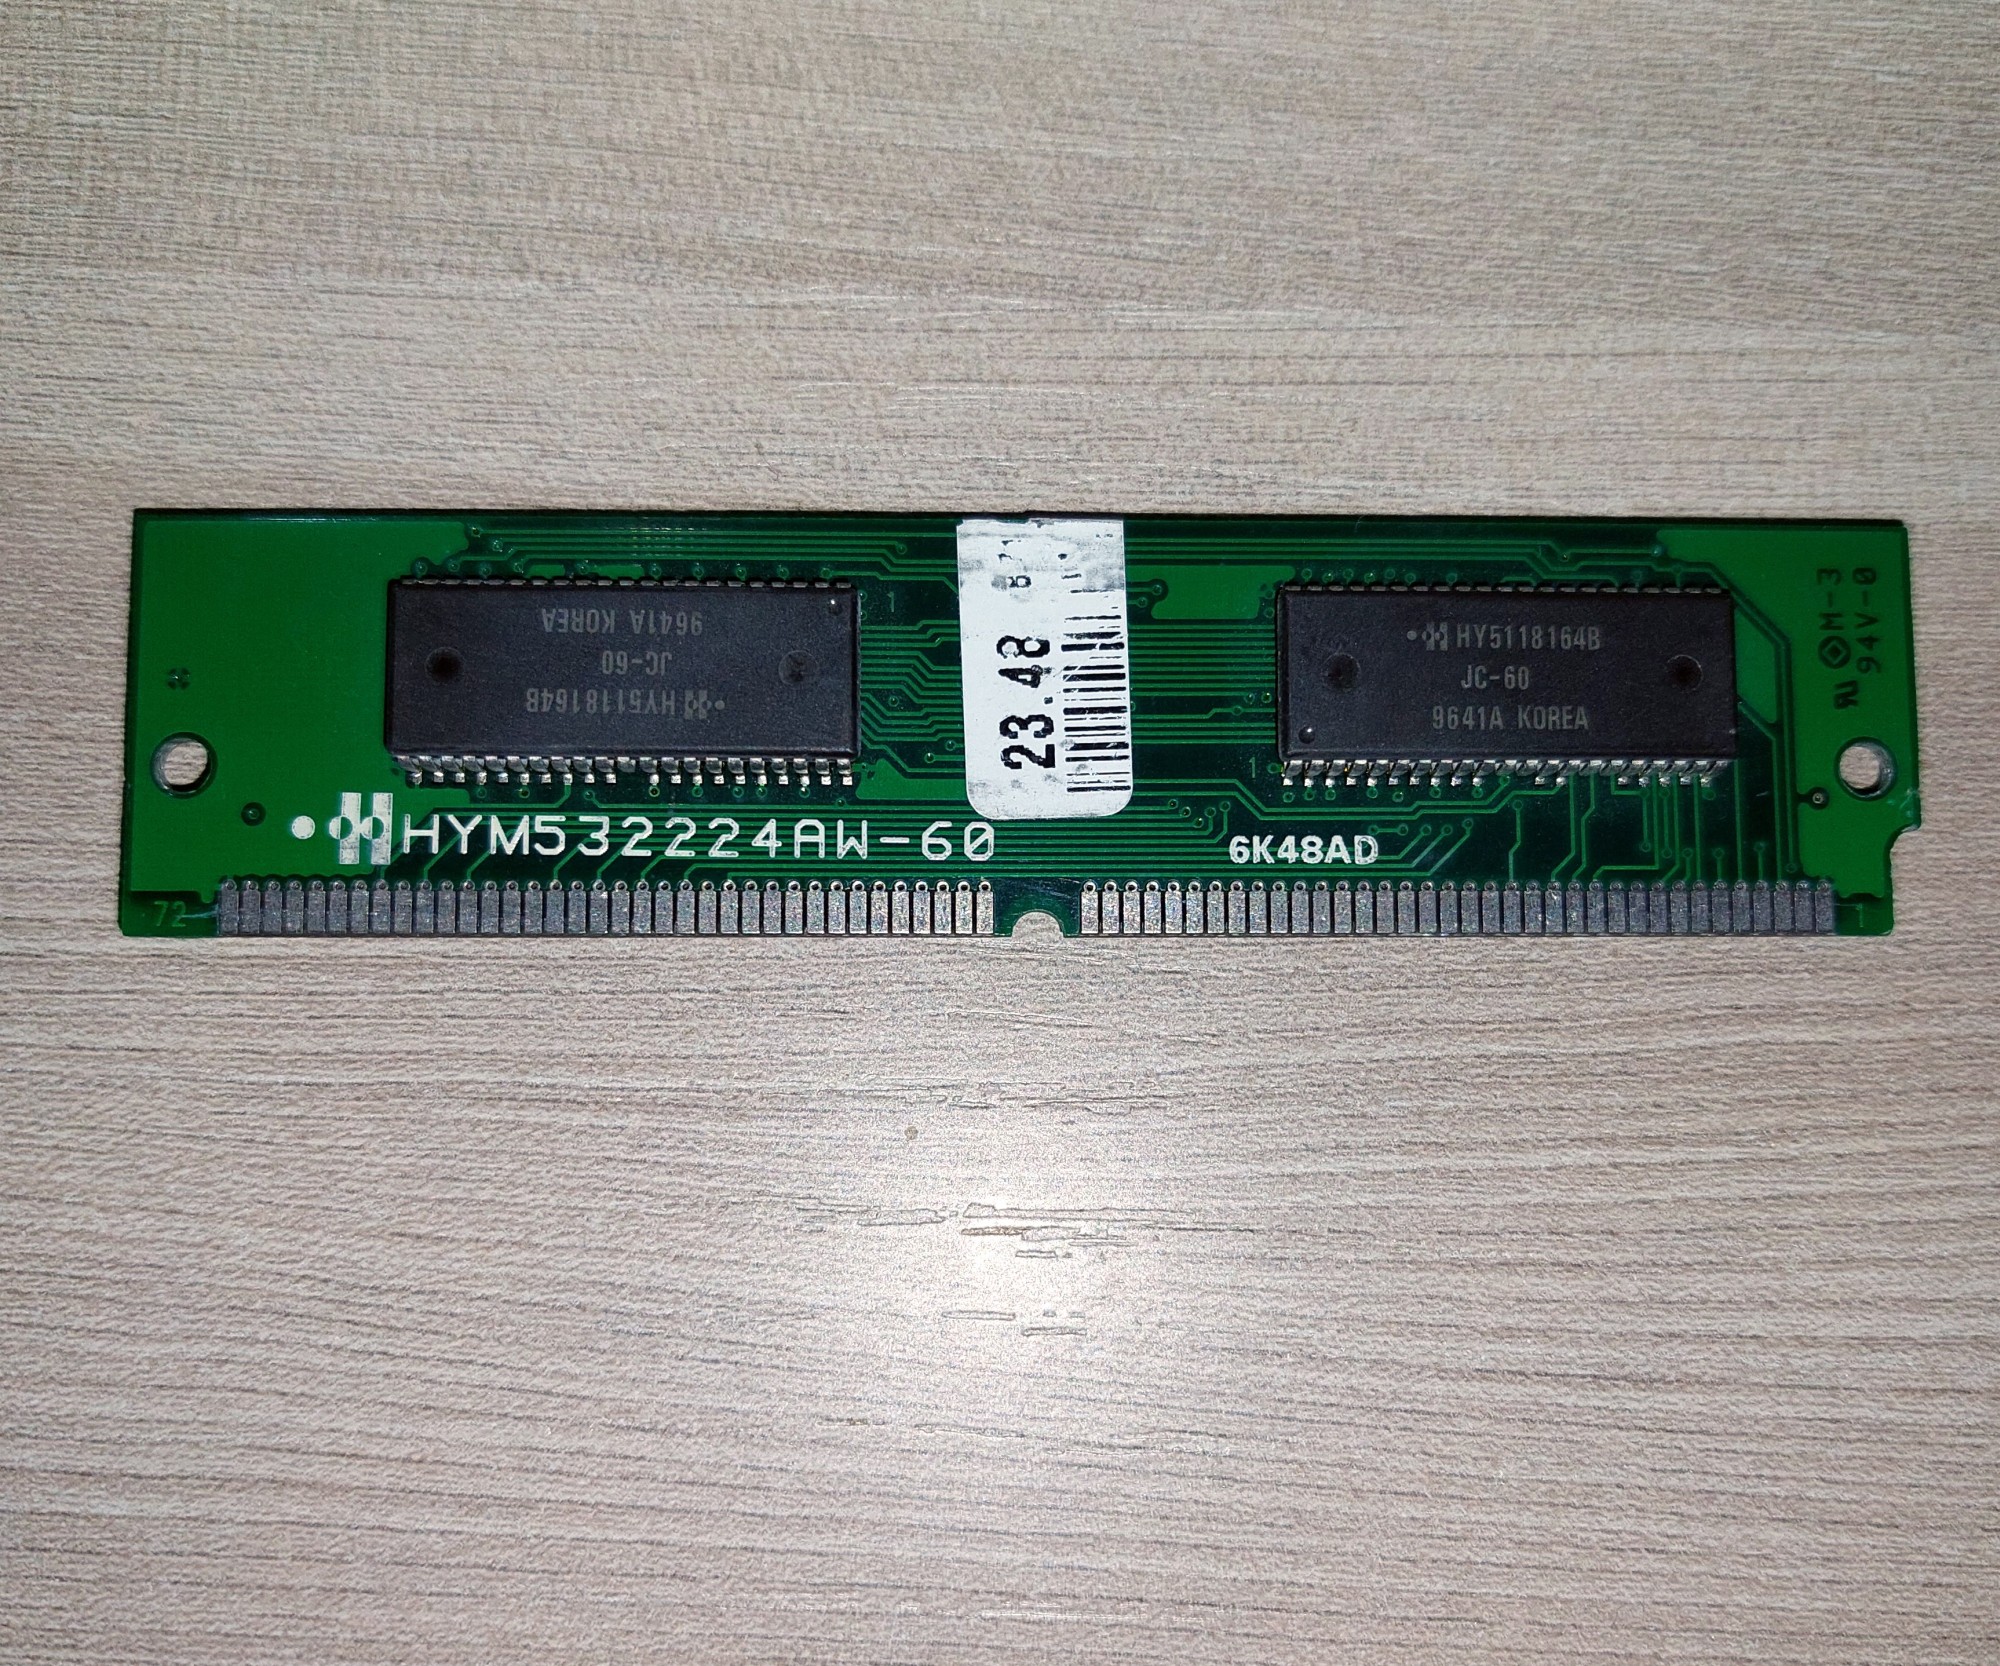 9641A KOREA
JC-60
HY5118164B
1
23.48
HY5118164B
JC-60
9641A KOREA
1
M-3
94V-0
HYM532224AW-60
6K48AD
72
1